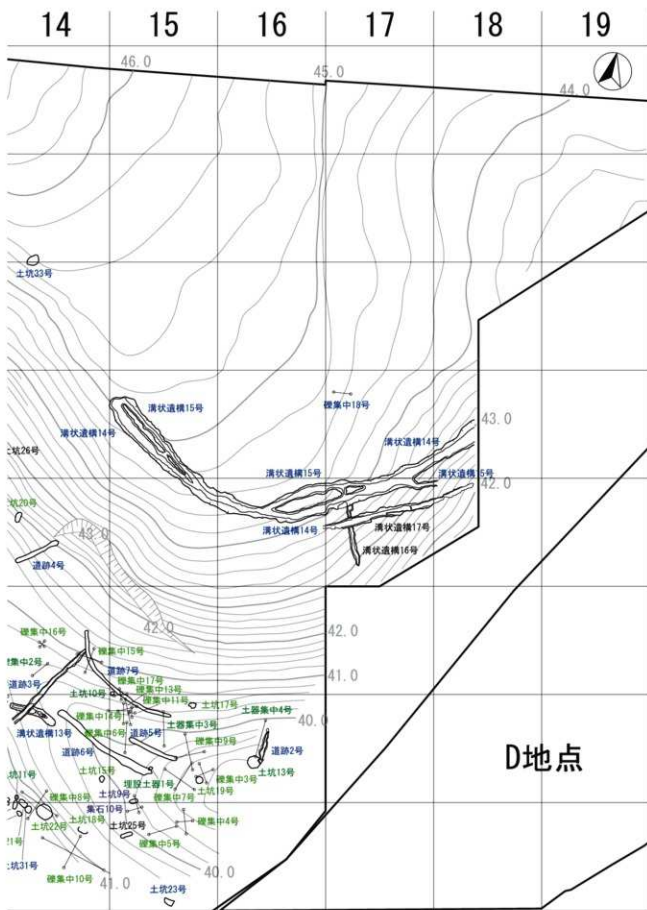 14 15 16 17 18 19
46.0
45.0
44.0
土坑33号
礫集中18号
溝状遺構15号
溝状遺構14号
溝状遺構14号
43.0
土坑26号
溝状遺構15号
溝状遺構15号
42.0
土坑20号
溝状遺構14号
溝状遺構17号
43.0
溝状遺構16号
道跡4号
42.0
42.0
礫集中16号
礫集中15号
集中2号
道跡7号
礫集中17号
41.0
道跡3号
土坑10号
礫集中13号
礫集中11号
土坑17号
礫集中14号
土器集中4号
40.0
土器集中3号
溝状遺構13号
礫集中6号
道跡5号
道跡6号
礫集中9号
道跡2号
D地点
土坑15号
土坑13号
土坑11号
埋設土器1号
礫集中3号
土坑19号
礫集中8号
土坑9号
礫集中7号
集石10号
土坑18号
土坑22号
礫集中4号
土坑25号
21号
礫集中5号
土坑31号
礫集中10号
41.0
40.0
土坑23号